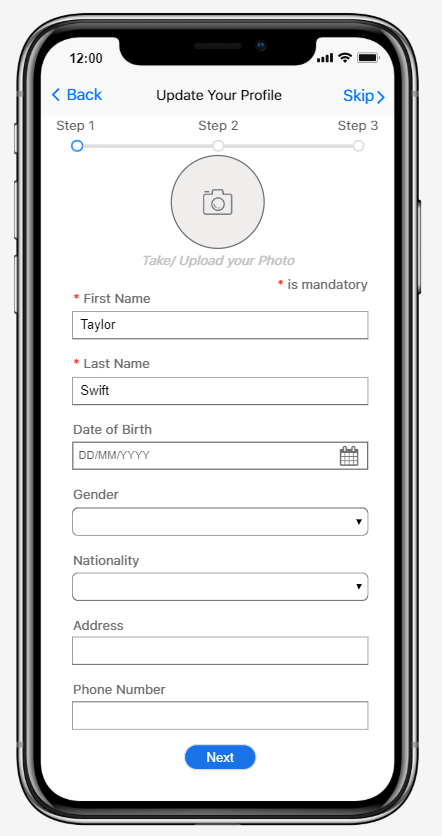 12:00
Back Update Your Profile Skip
Step 1 Step 2 Step 3
Take/ Upload your Photo
* is mandatory
* First Name
Taylor
* Last Name
Swift
Date of Birth
DD/MM/YYYY
Gender
Nationality
Address
Phone Number
Next